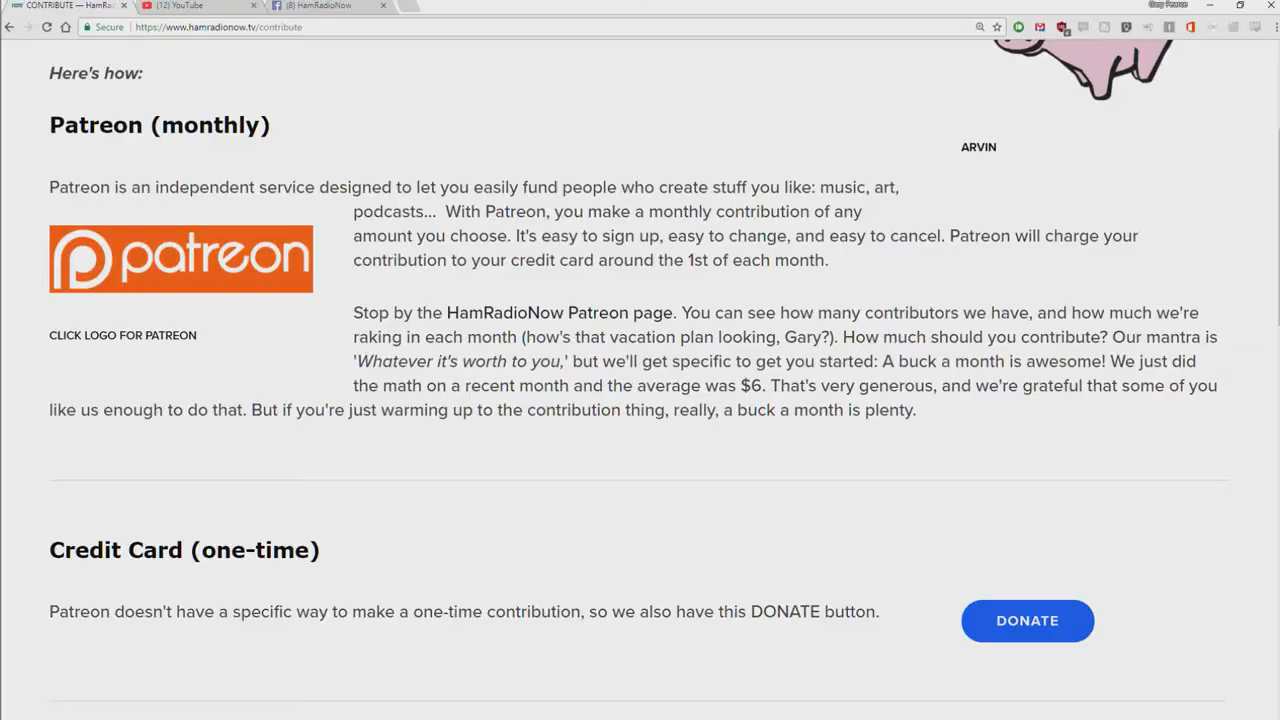 CONTRIBUTE — HamRa
(12) YouTube
(8) HamRadioNow
Gary Pearce
Secure
https://www.hamradionow.tv/contribute
Here's how:
Patreon (monthly)
ARVIN
Patreon is an independent service designed to let you easily fund people who create stuff you like: music, art,
podcasts...  With Patreon, you make a monthly contribution of any
amount you choose. It's easy to sign up, easy to change, and easy to cancel. Patreon will charge your
contribution to your credit card around the 1st of each month.
patreon
CLICK LOGO FOR PATREON
Stop by the HamRadioNow Patreon page. You can see how many contributors we have, and how much we're
raking in each month (how's that vacation plan looking, Gary?). How much should you contribute? Our mantra is
'Whatever it's worth to you,' but we'll get specific to get you started: A buck a month is awesome! We just did
the math on a recent month and the average was $6. That's very generous, and we're grateful that some of you
like us enough to do that. But if you're just warming up to the contribution thing, really, a buck a month is plenty.
Credit Card (one-time)
Patreon doesn't have a specific way to make a one-time contribution, so we also have this DONATE button.
DONATE